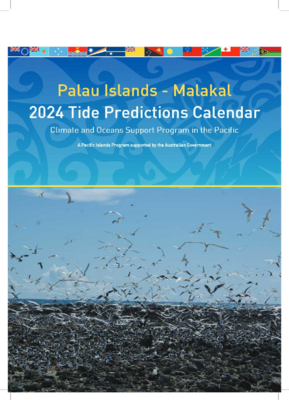 Palau Islands - Malakal
2024 Tide Predictions Calendar
Climate and Oceans Support Program in the Pacific
A Pacific Islands Program supported by the Australian Government